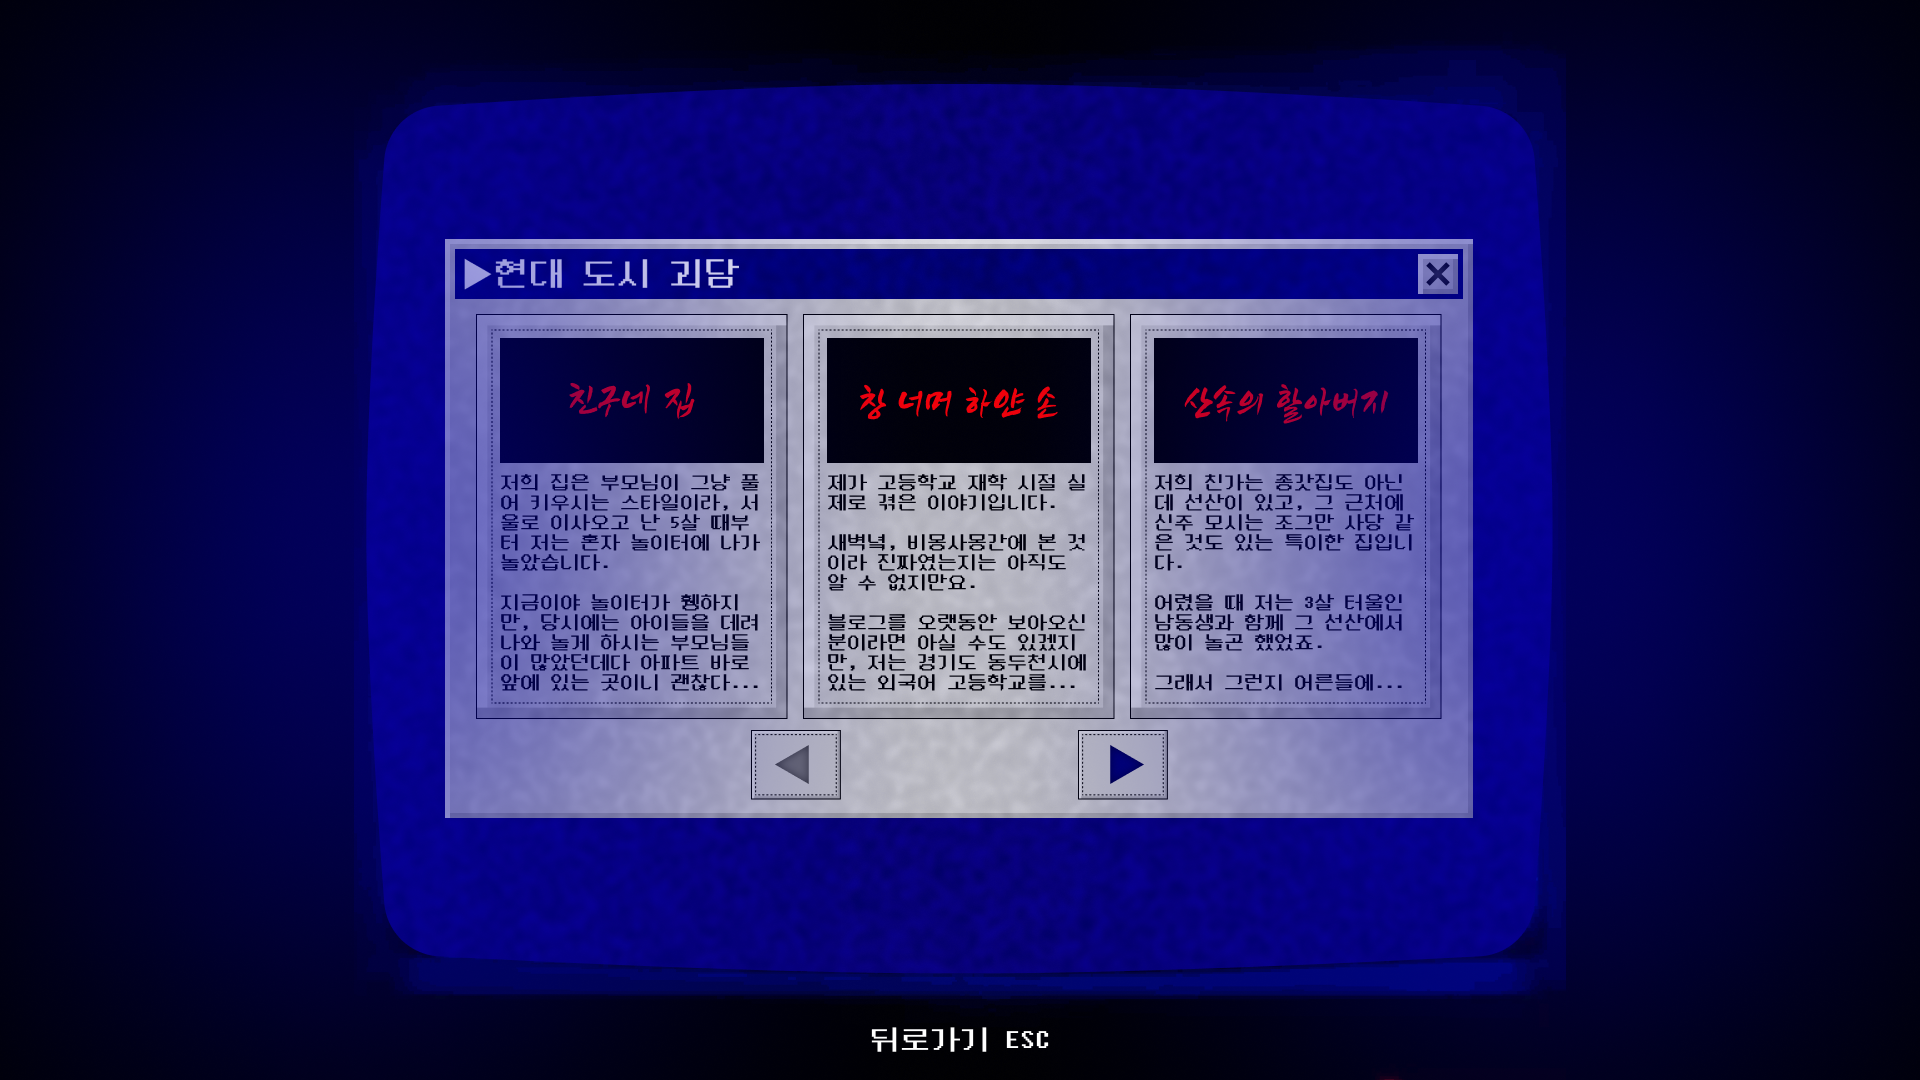 ▶현대 도시 괴담
친구네 집
저희 집은 부모님이 그냥 풀
어 키우시는 스타일이라, 서
울로 이사오고 난 5살 때부
터 저는 혼자 놀이터에 나가
놀았습니다.
지금이야 놀이터가 휑하지
만, 당시에는 아이들을 데려
나와 놀게 하시는 부모님들
이 많았던데다 아파트 바로
앞에 있는 곳이니 괜찮다...
창 너머 하얀 손
제가 고등학교 재학 시절 실
제로 겪은 이야기입니다.
새벽녘, 비몽사몽간에 본 것
이라 진짜였는지는 아직도
알 수 없지만요.
블로그를 오랫동안 보아오신
분이라면 아실 수도 있겠지
만, 저는 경기도 동두천시에
있는 외국어 고등학교를...
산속의 할아버지
저희 친가는 종갓집도 아닌
데 선산이 있고, 그 근처에
신주 모시는 조그만 사당 같
은 것도 있는 특이한 집입니
다.
어렸을 때 저는 3살 터울인
남동생과 함께 그 선산에서
많이 놀곤 했었죠.
그래서 그런지 어른들에...
뒤로가기 ESC